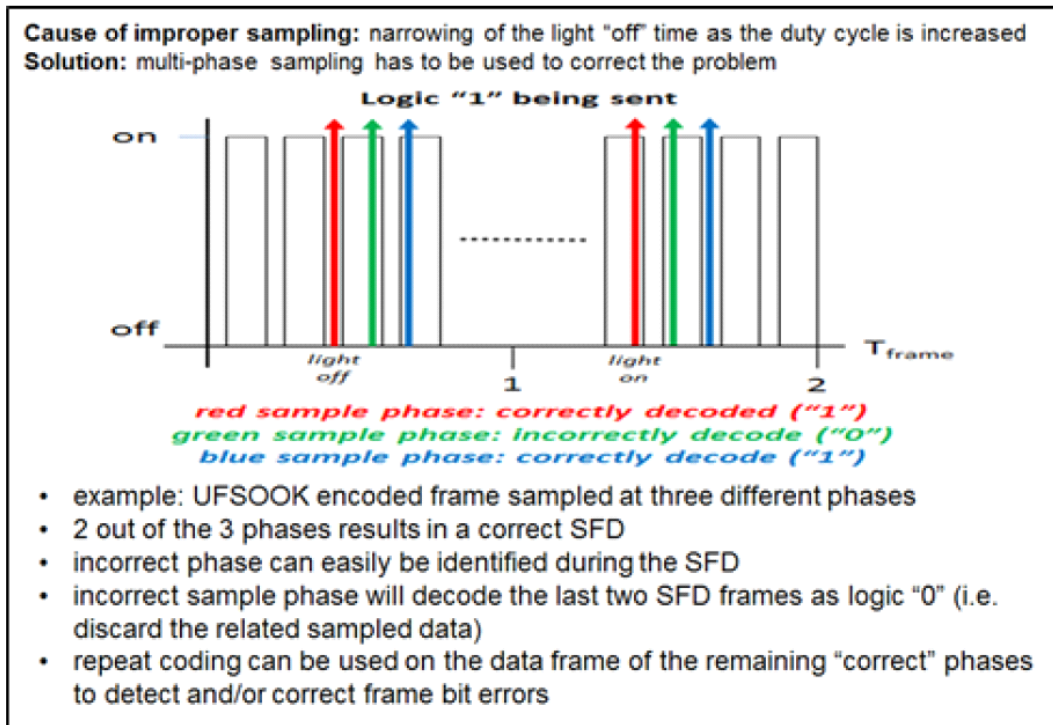 Cause of improper sampling: narrowing of the light “off” time as the duty cycle is increased
Solution: multi-phase sampling has to be used to correct the problem
Logic “1” being sent
on
off
light off
1
light on
2
Tframe
red sample phase: correctly decoded (“1”)
green sample phase: incorrectly decode (“0”)
blue sample phase: correctly decode (“1”)
• example: UFSOOK encoded frame sampled at three different phases
• 2 out of the 3 phases results in a correct SFD
• incorrect phase can easily be identified during the SFD
• incorrect sample phase will decode the last two SFD frames as logic “0” (i.e.
discard the related sampled data)
• repeat coding can be used on the data frame of the remaining “correct” phases
to detect and/or correct frame bit errors